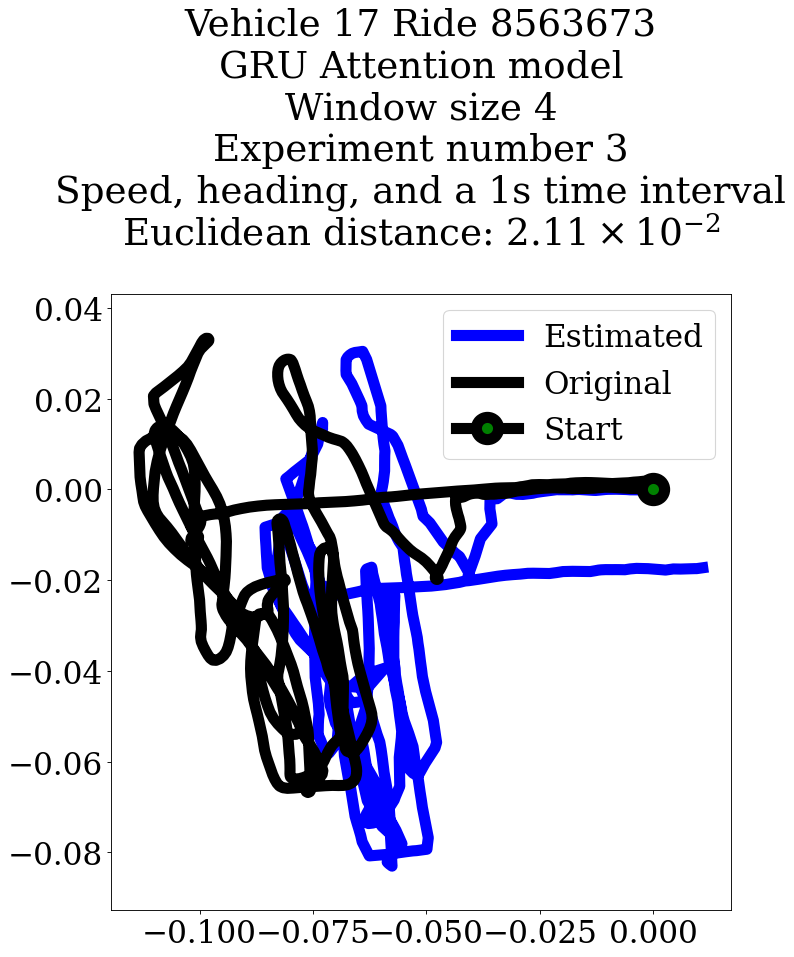 Vehicle 17 Ride 8563673
GRU Attention model
Window size 4
Experiment number 3
Speed, heading, and a 1s time interval
Euclidean distance: 2.11 × 10⁻²
Estimated
Original
Start
0.04
0.02
0.00
−0.02
−0.04
−0.06
−0.08
−0.100 −0.075 −0.050 −0.025 0.000